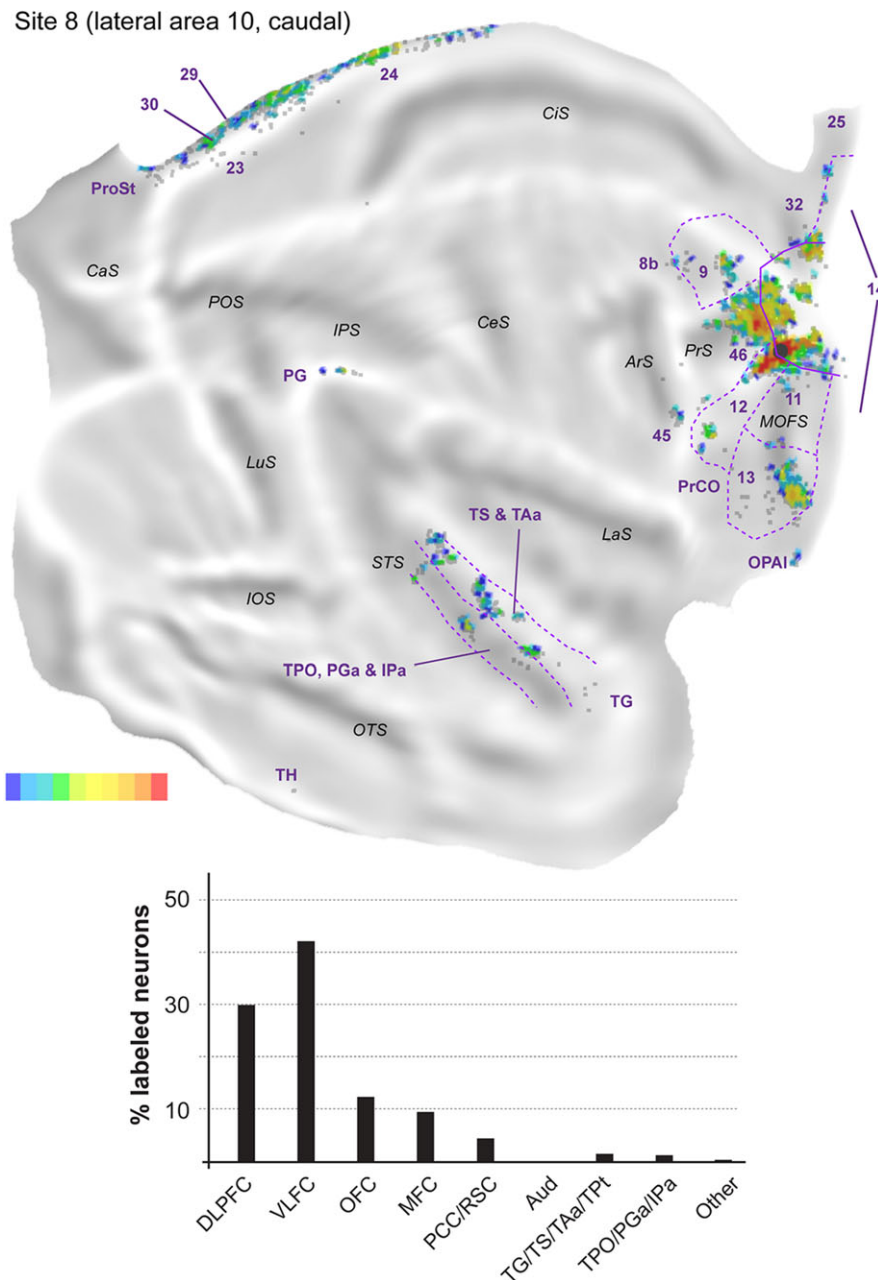 Site 8 (lateral area 10, caudal)
29
24
30
25
CiS
23
ProSt
32
8b
9
CaS
14
POS
IPS
CeS
ArS
PrS
46
PG
12
11
MOFS
45
LuS
13
PrCO
TS & TAa
LaS
STS
OPAl
IOS
TPO, PGa & IPa
TG
OTS
TH
% labeled neurons
50
30
10
DLPFC
VLFC
OFC
MFC
PCC/RSC
Aud
TG/TS/TAa/TPt
TPO/PGa/IPa
Other